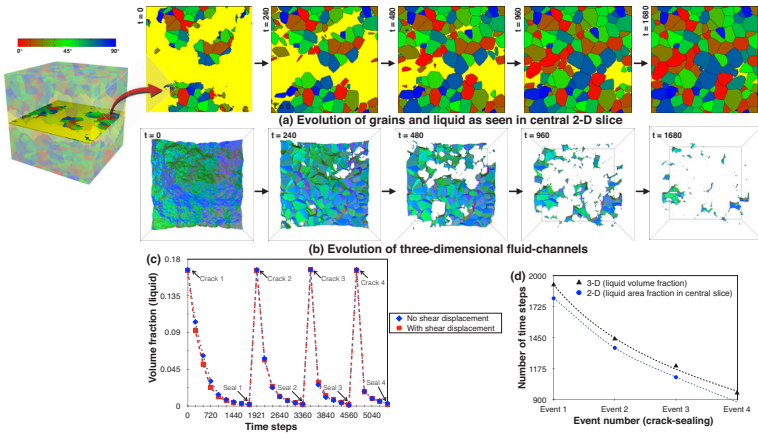 t = 0
t = 240
t = 480
t = 960
t = 1680
0° 45° 90°
(a) Evolution of grains and liquid as seen in central 2-D slice
t = 0
t = 240
t = 480
t = 960
t = 1680
(b) Evolution of three-dimensional fluid-channels
(c)
Volume fraction (liquid)
0.18
0.135
0.09
0.045
0
Crack 1
Crack 2
Crack 3
Crack 4
No shear displacement
With shear displacement
Seal 1
Seal 2
Seal 3
Seal 4
0 720 1440 1921 2640 3360 3840 4560 5040
Time steps
(d)
Number of time steps
2000
1725
1450
1175
900
3-D (liquid volume fraction)
2-D (liquid area fraction in central slice)
Event 1 Event 2 Event 3 Event 4
Event number (crack-sealing)